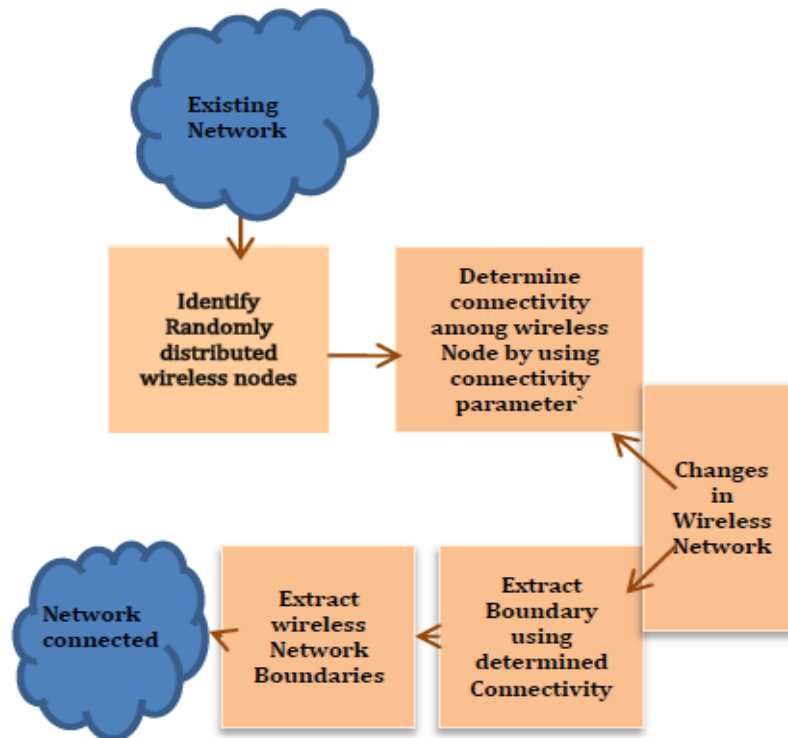 Existing
Network
Identify
Randomly
distributed
wireless nodes
Determine
connectivity
among wireless
Node by using
connectivity
parameter`
Changes
in
Wireless
Network
Extract
Boundary
using
determined
Connectivity
Extract
wireless
Network
Boundaries
Network
connected